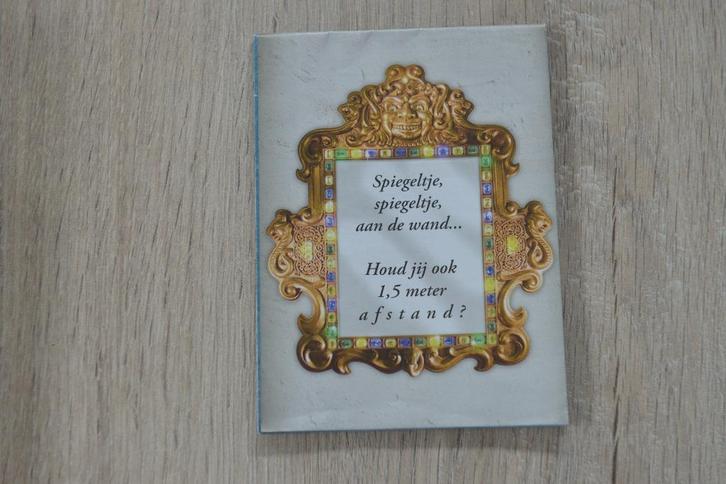 Spiegeltje,
spiegeltje,
aan de wand...
Houd jij ook
1,5 meter
a f s t a n d ?